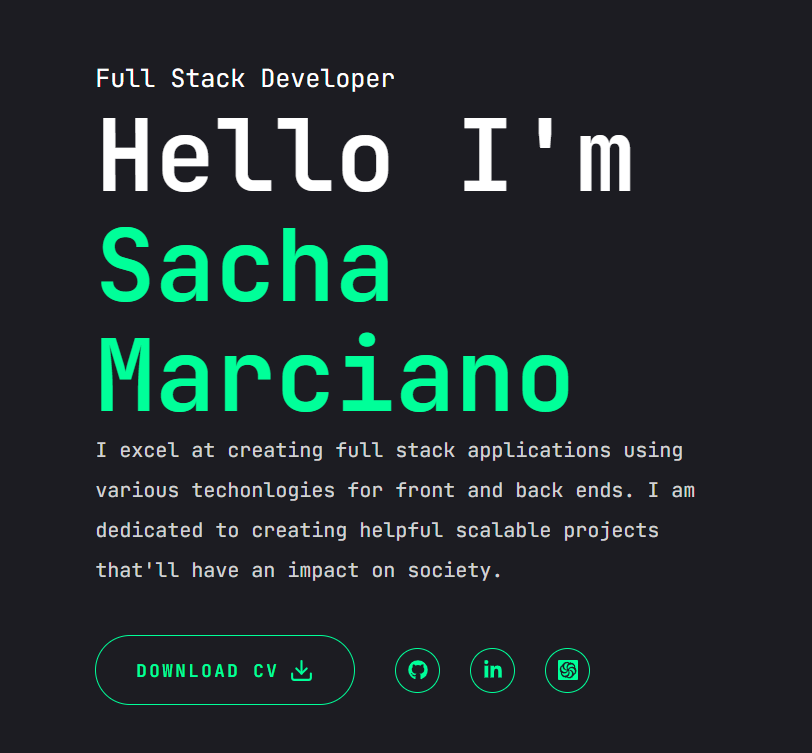 Full Stack Developer
Hello I'm
Sacha
Marciano
I excel at creating full stack applications using
various techonlogies for front and back ends. I am
dedicated to creating helpful scalable projects
that'll have an impact on society.
DOWNLOAD CV
in